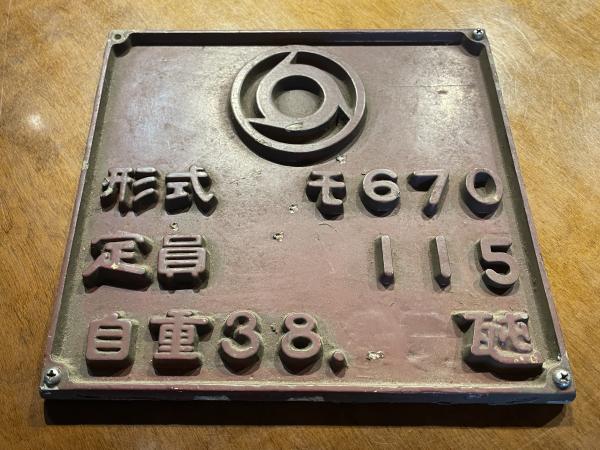 形式 モ670
定員 115
自重38. 瓲